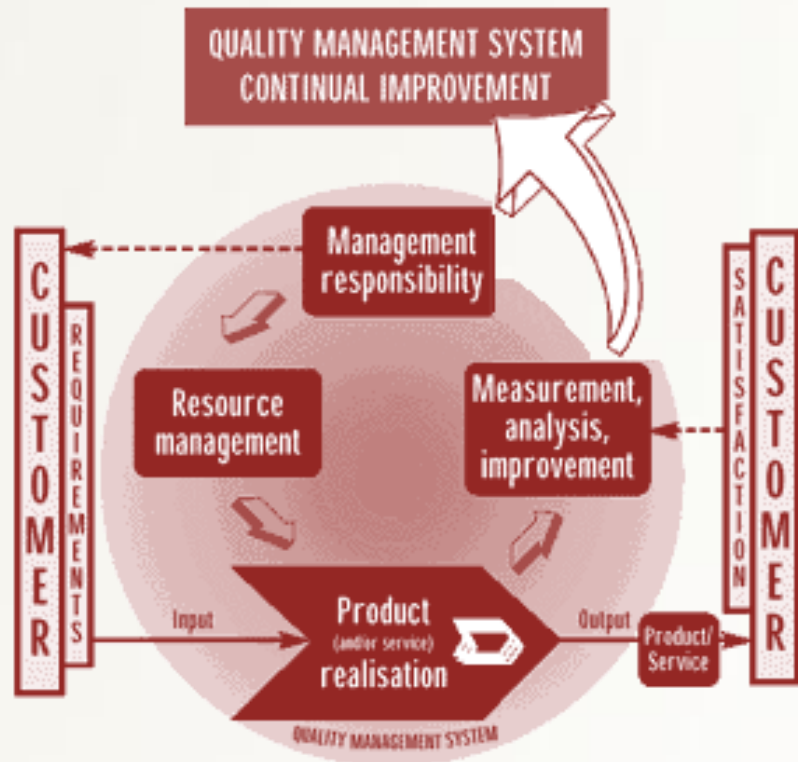 QUALITY MANAGEMENT SYSTEM
CONTINUAL IMPROVEMENT
Management
responsibility
CUSTOMER
REQUIREMENTS
Resource
management
Measurement,
analysis,
improvement
SATISFACTION
CUSTOMER
Input
Product
(and/or service)
realisation
Output
Product/
Service
QUALITY MANAGEMENT SYSTEM